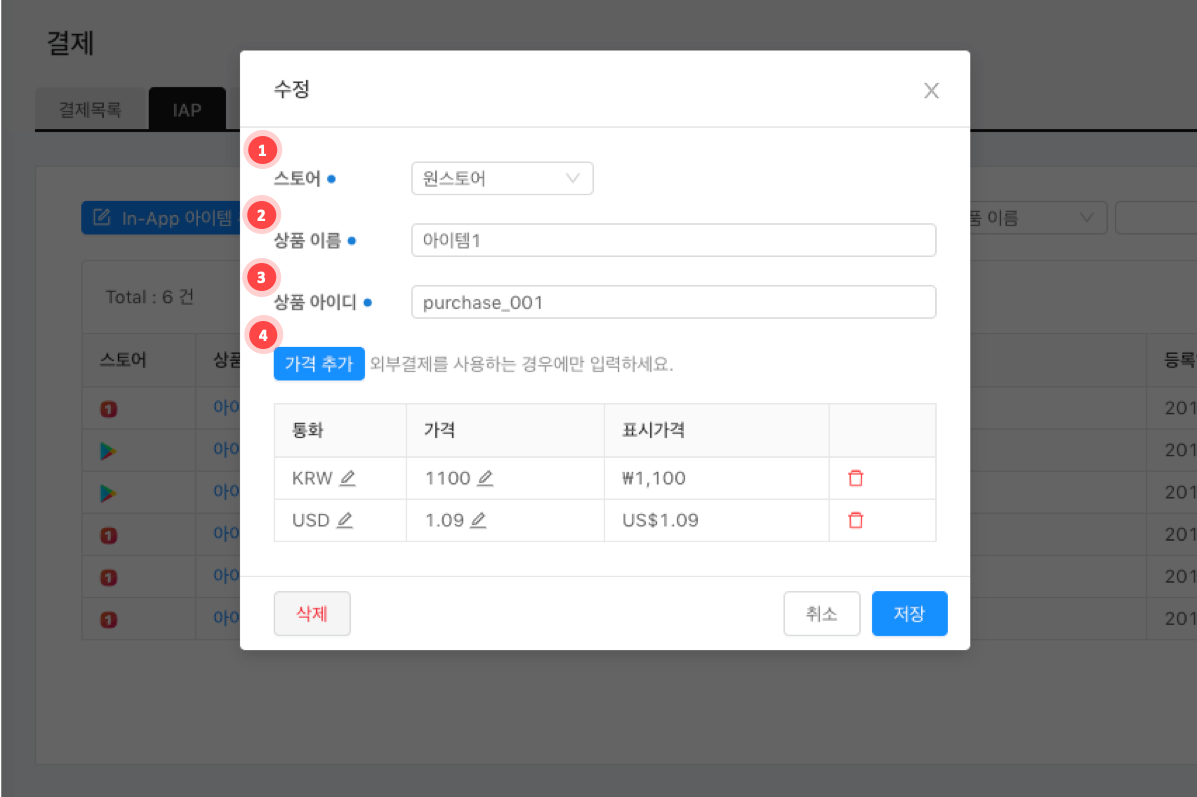 결제
결제목록 IAP
수정
1
스토어 원스토어
2
상품 이름 아이템1
3
상품 아이디 purchase_001
4
가격 추가 외부결제를 사용하는 경우에만 입력하세요.
통화 가격 표시가격
KRW 1100 ₩1,100
USD 1.09 US$1.09
삭제 취소 저장
In-App 아이템
이름
Total : 6 건
스토어 상품 등록
1 아이 201
아이 201
아이 201
1 아이 201
1 아이 201
1 아이 201